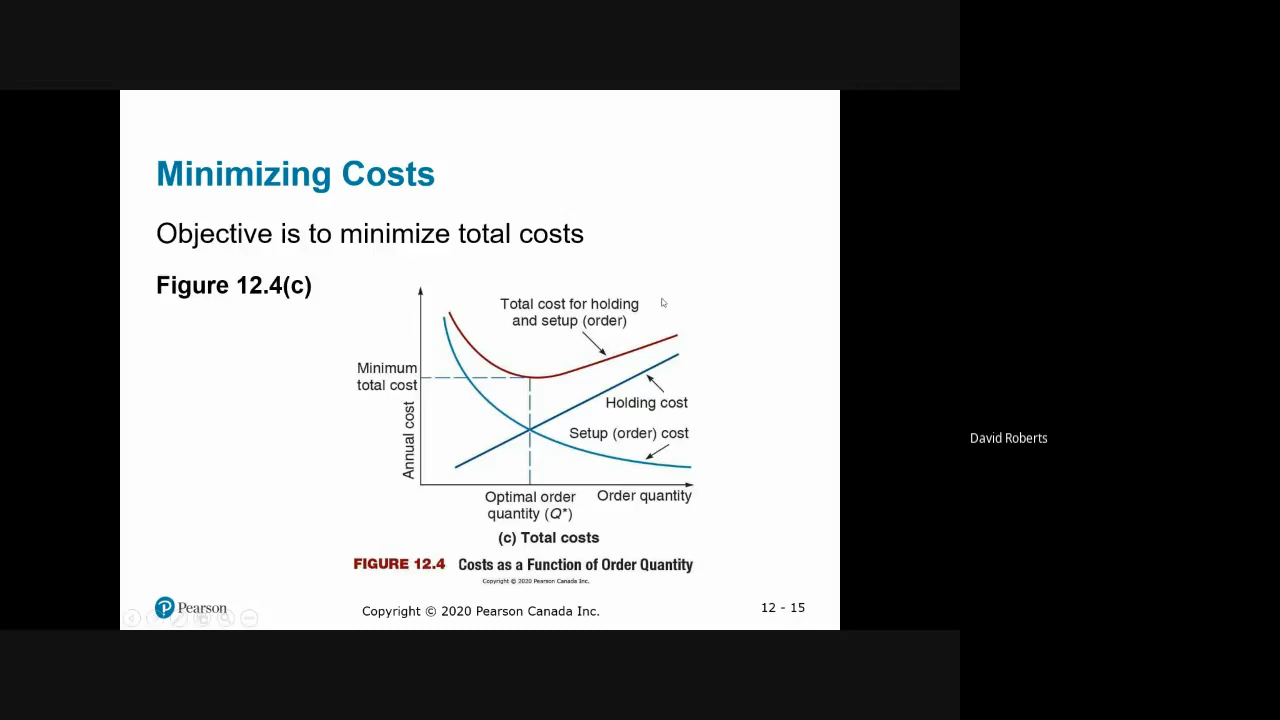 Minimizing Costs
Objective is to minimize total costs
Figure 12.4(c)
Total cost for holding
and setup (order)
Minimum
total cost
Annual cost
Holding cost
Setup (order) cost
Optimal order
quantity (Q*)
Order quantity
(c) Total costs
FIGURE 12.4 Costs as a Function of Order Quantity
Copyright © 2020 Pearson Canada Inc.
Pearson
Copyright © 2020 Pearson Canada Inc.
12 - 15
David Roberts